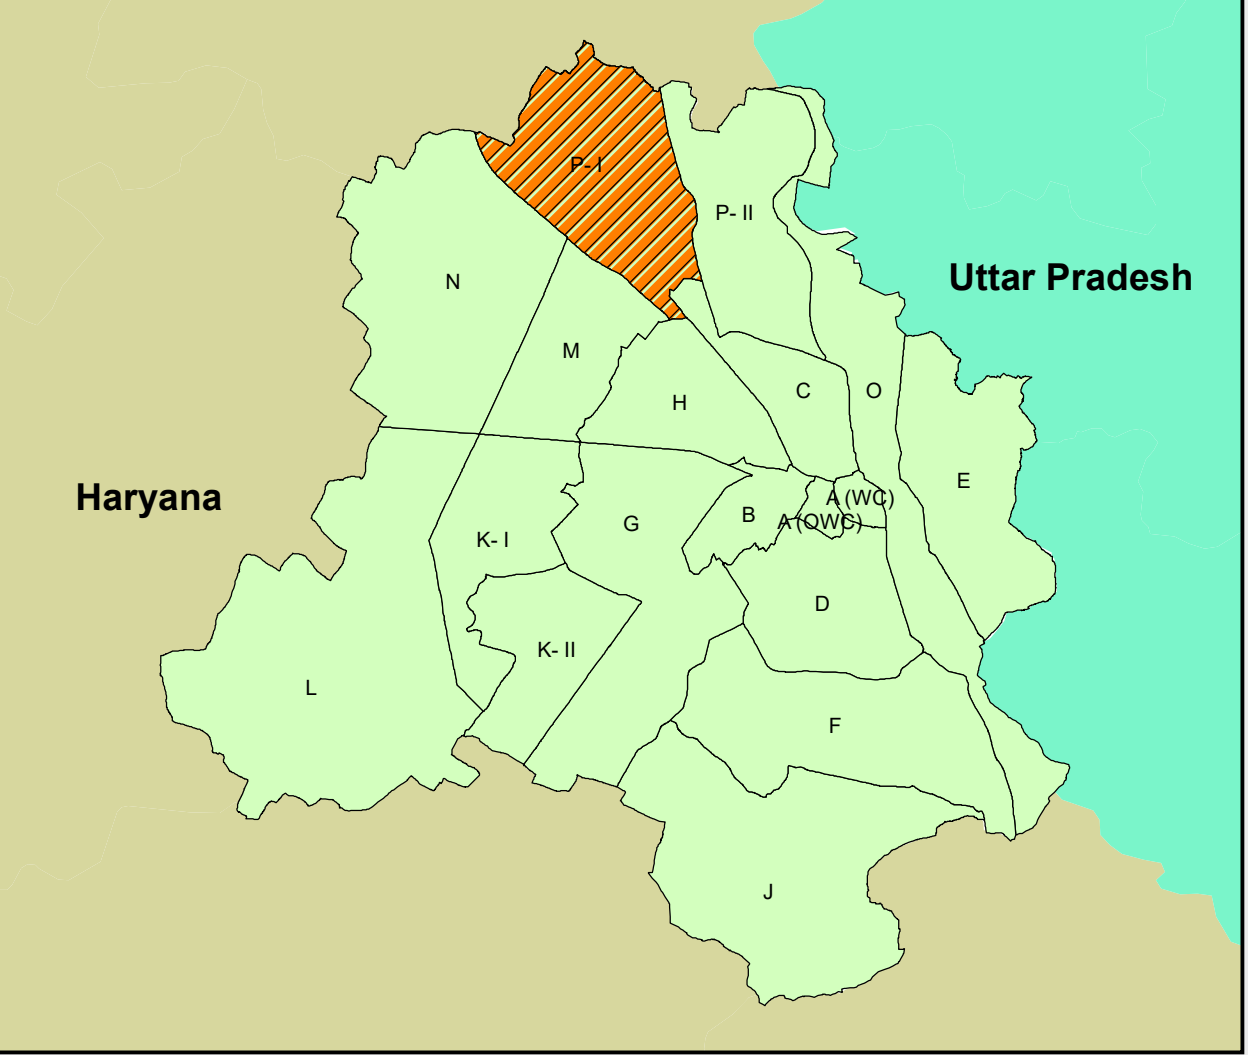 P- I
P- II
Uttar Pradesh
N
M
C
O
H
E
Haryana
A (WC)
B
A (OWC)
G
K- I
D
K- II
L
F
J